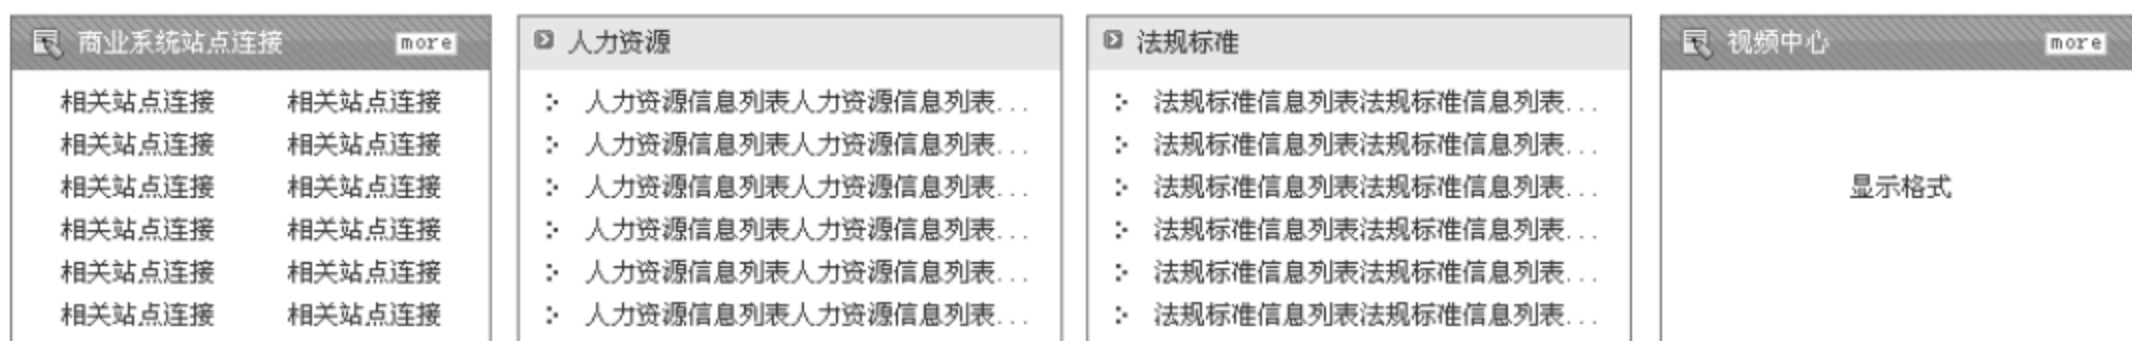 商业系统站点连接 more
相关站点连接 相关站点连接
相关站点连接 相关站点连接
相关站点连接 相关站点连接
相关站点连接 相关站点连接
相关站点连接 相关站点连接
相关站点连接 相关站点连接
人力资源
人力资源信息列表人力资源信息列表...
人力资源信息列表人力资源信息列表...
人力资源信息列表人力资源信息列表...
人力资源信息列表人力资源信息列表...
人力资源信息列表人力资源信息列表...
人力资源信息列表人力资源信息列表...
法规标准
法规标准信息列表法规标准信息列表...
法规标准信息列表法规标准信息列表...
法规标准信息列表法规标准信息列表...
法规标准信息列表法规标准信息列表...
法规标准信息列表法规标准信息列表...
法规标准信息列表法规标准信息列表...
视频中心 more
显示格式